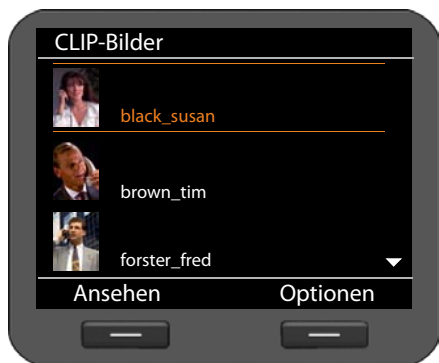 CLIP-Bilder
black_susan
brown_tim
forster_fred
Ansehen Optionen